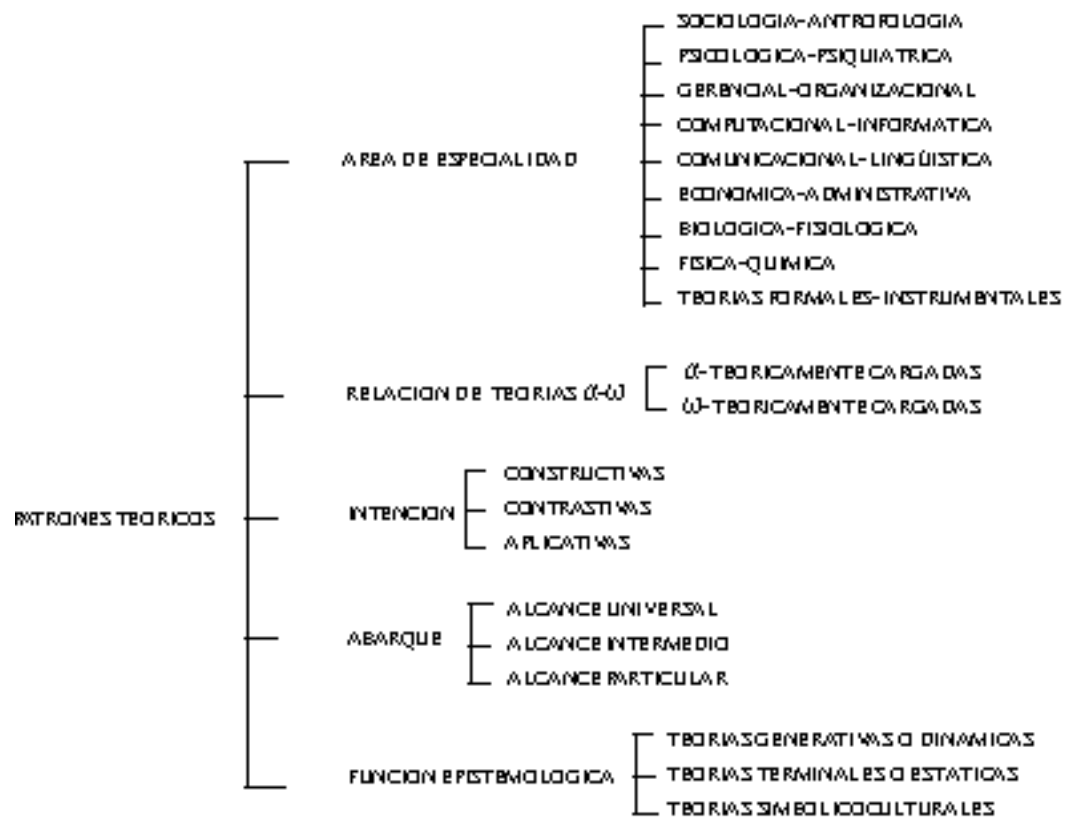 PATRONES TEORICOS
AREA DE ESPECIALIDAD
SOCIOLOGIA-ANTROPOLOGIA
PSICOLOGICA-PSIQUIATRICA
GERENCIAL-ORGANIZACIONAL
COMPUTACIONAL-INFORMATICA
COMUNICACIONAL-LINGÜISTICA
ECONOMICA-ADMINISTRATIVA
BIOLOGICA-FISIOLOGICA
FISICA-QUIMICA
TEORIAS FORMALES-INSTRUMENTALES
RELACION DE TEORIAS α-ω
α-TEORICAMENTE CARGADAS
ω-TEORICAMENTE CARGADAS
INTENCION
CONSTRUCTIVAS
CONTRASTIVAS
APLICATIVAS
ABARQUE
ALCANCE UNIVERSAL
ALCANCE INTERMEDIO
ALCANCE PARTICULAR
FUNCION EPISTEMOLOGICA
TEORIAS GENERATIVAS O DINAMICAS
TEORIAS TERMINALES O ESTATICAS
TEORIAS SIMBOLICOCULTURALES